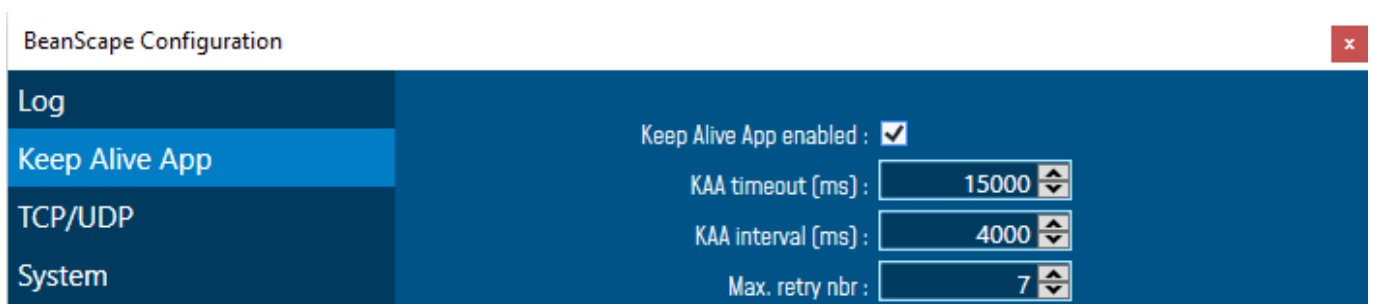 BeanScape Configuration
x
Log
Keep Alive App
TCP/UDP
System
Keep Alive App enabled :
KAA timeout (ms) : 15000
KAA interval (ms) : 4000
Max. retry nbr : 7